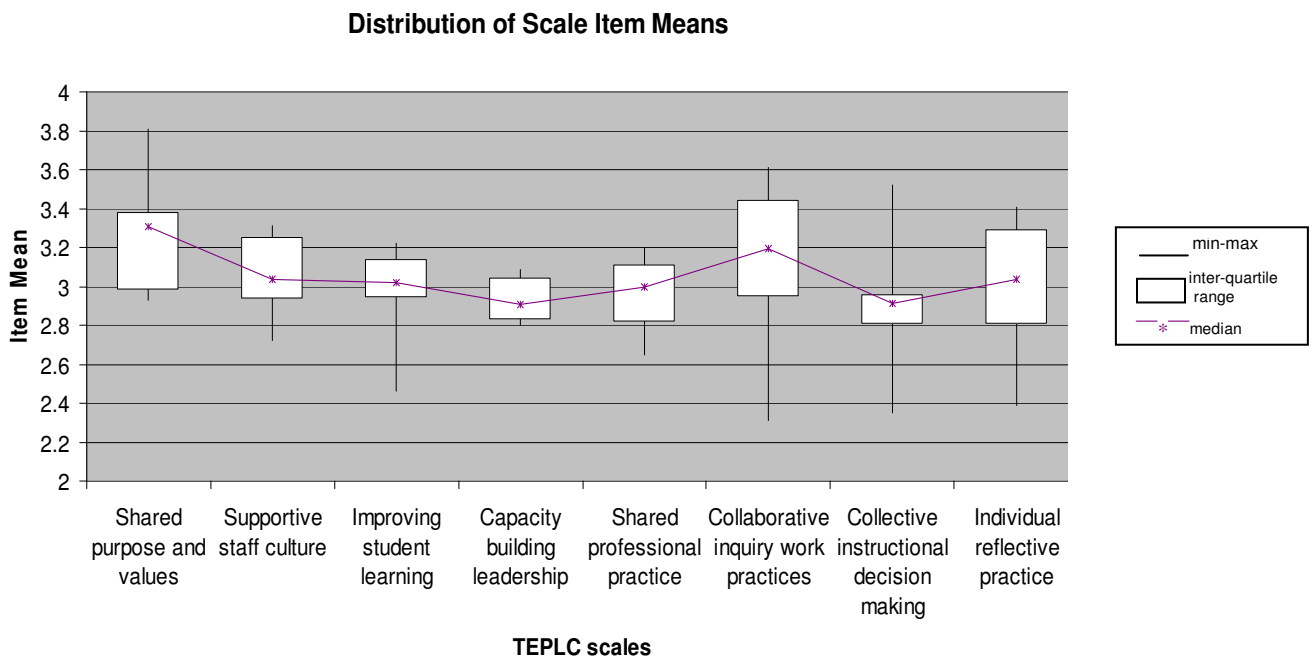 Distribution of Scale Item Means
4
3.8
3.6
3.4
3.2
3
2.8
2.6
2.4
2.2
2
Item Mean
Shared
purpose and
values
Supportive
staff culture
Improving
student
learning
Capacity
building
leadership
Shared
professional
practice
Collaborative
inquiry work
practices
Collective
instructional
decision
making
Individual
reflective
practice
TEPLC scales
min-max
inter-quartile
range
median